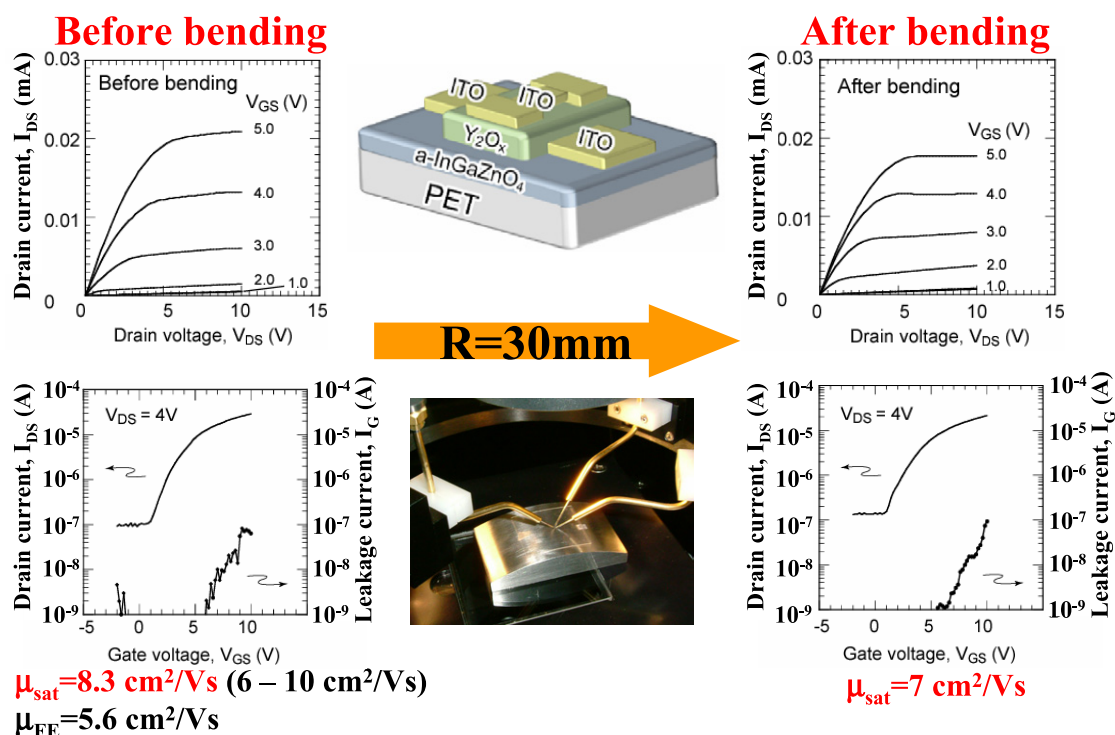 Before bending
After bending
0.03
Before bending
V_GS (V)
5.0
4.0
3.0
2.0
1.0
0.02
0.01
0
0
5
10
15
Drain current, I_DS (mA)
Drain voltage, V_DS (V)
ITO
ITO
ITO
Y₂Oₓ
a-InGaZnO₄
PET
0.03
After bending
V_GS (V)
5.0
4.0
3.0
2.0
1.0
0.02
0.01
0
0
5
10
15
Drain current, I_DS (mA)
Drain voltage, V_DS (V)
R=30mm
10⁻⁴
10⁻⁵
10⁻⁶
10⁻⁷
10⁻⁸
10⁻⁹
Drain current, I_DS (A)
V_DS = 4V
10⁻⁴
10⁻⁵
10⁻⁶
10⁻⁷
10⁻⁸
10⁻⁹
Leakage current, I_G (A)
-5
0
5
10
Gate voltage, V_GS (V)
10⁻⁴
10⁻⁵
10⁻⁶
10⁻⁷
10⁻⁸
10⁻⁹
Drain current, I_DS (A)
V_DS = 4V
10⁻⁴
10⁻⁵
10⁻⁶
10⁻⁷
10⁻⁸
10⁻⁹
Leakage current, I_G (A)
-5
0
5
10
Gate voltage, V_GS (V)
μ_sat=8.3 cm²/Vs (6 – 10 cm²/Vs)
μ_FE=5.6 cm²/Vs
μ_sat=7 cm²/Vs